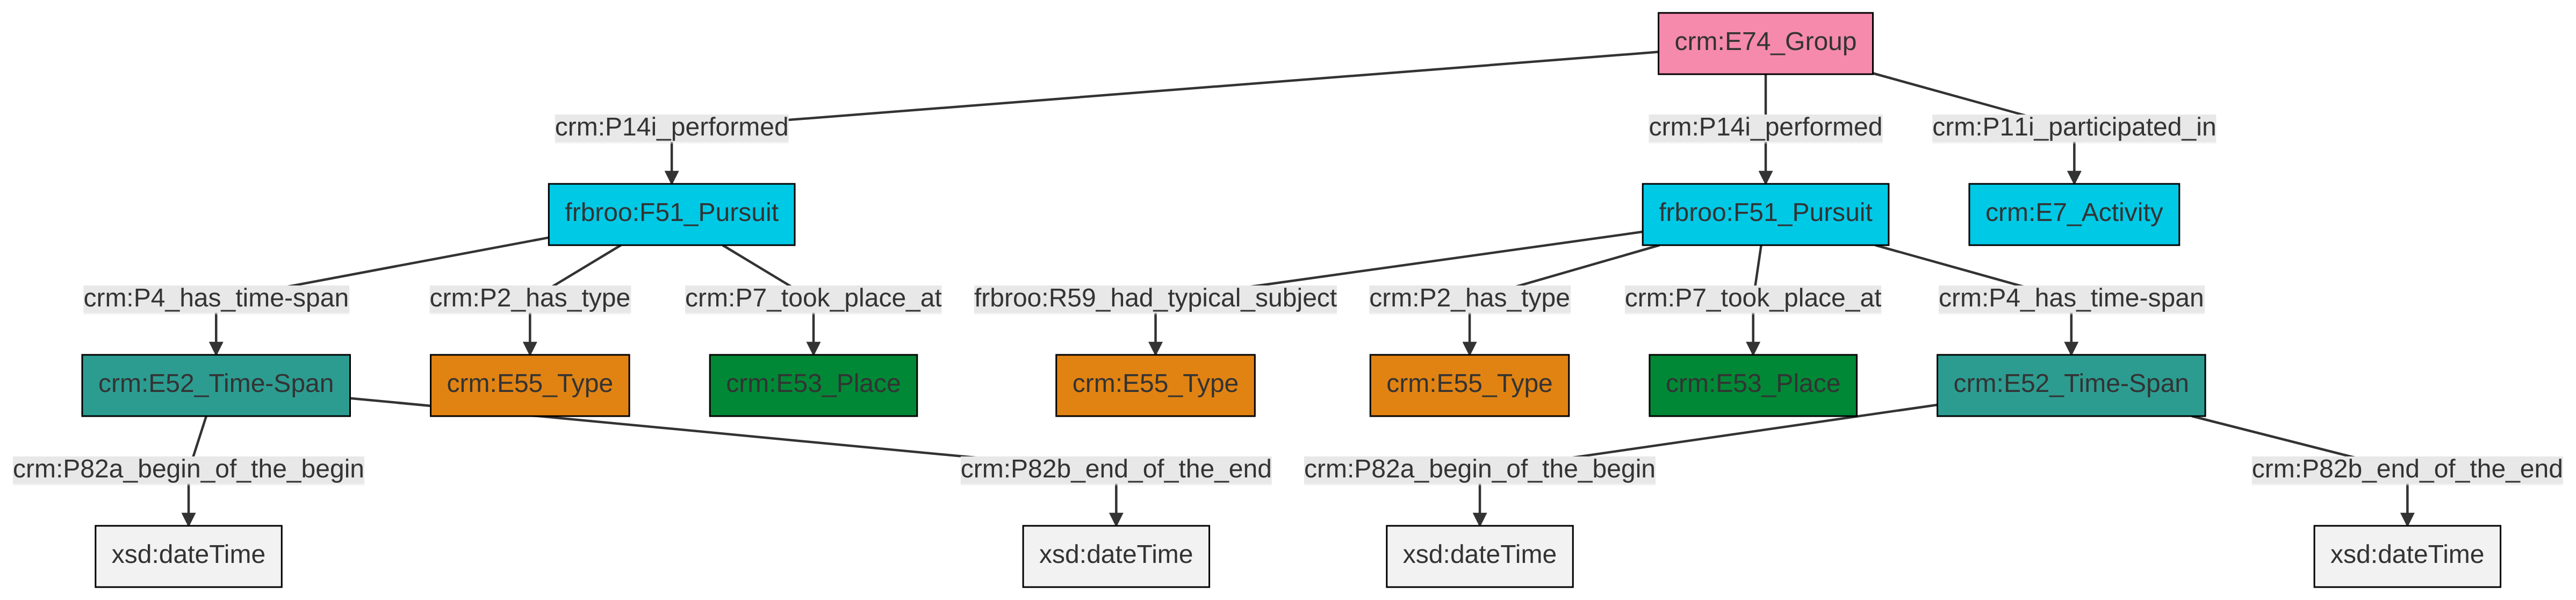 crm:E74_Group
crm:P14i_performed
crm:P14i_performed
crm:P11i_participated_in
frbroo:F51_Pursuit
frbroo:F51_Pursuit
crm:E7_Activity
crm:P4_has_time-span
crm:P2_has_type
crm:P7_took_place_at
frbroo:R59_had_typical_subject
crm:P2_has_type
crm:P7_took_place_at
crm:P4_has_time-span
crm:E52_Time-Span
crm:E55_Type
crm:E53_Place
crm:E55_Type
crm:E55_Type
crm:E53_Place
crm:E52_Time-Span
crm:P82a_begin_of_the_begin
crm:P82b_end_of_the_end
crm:P82a_begin_of_the_begin
crm:P82b_end_of_the_end
xsd:dateTime
xsd:dateTime
xsd:dateTime
xsd:dateTime